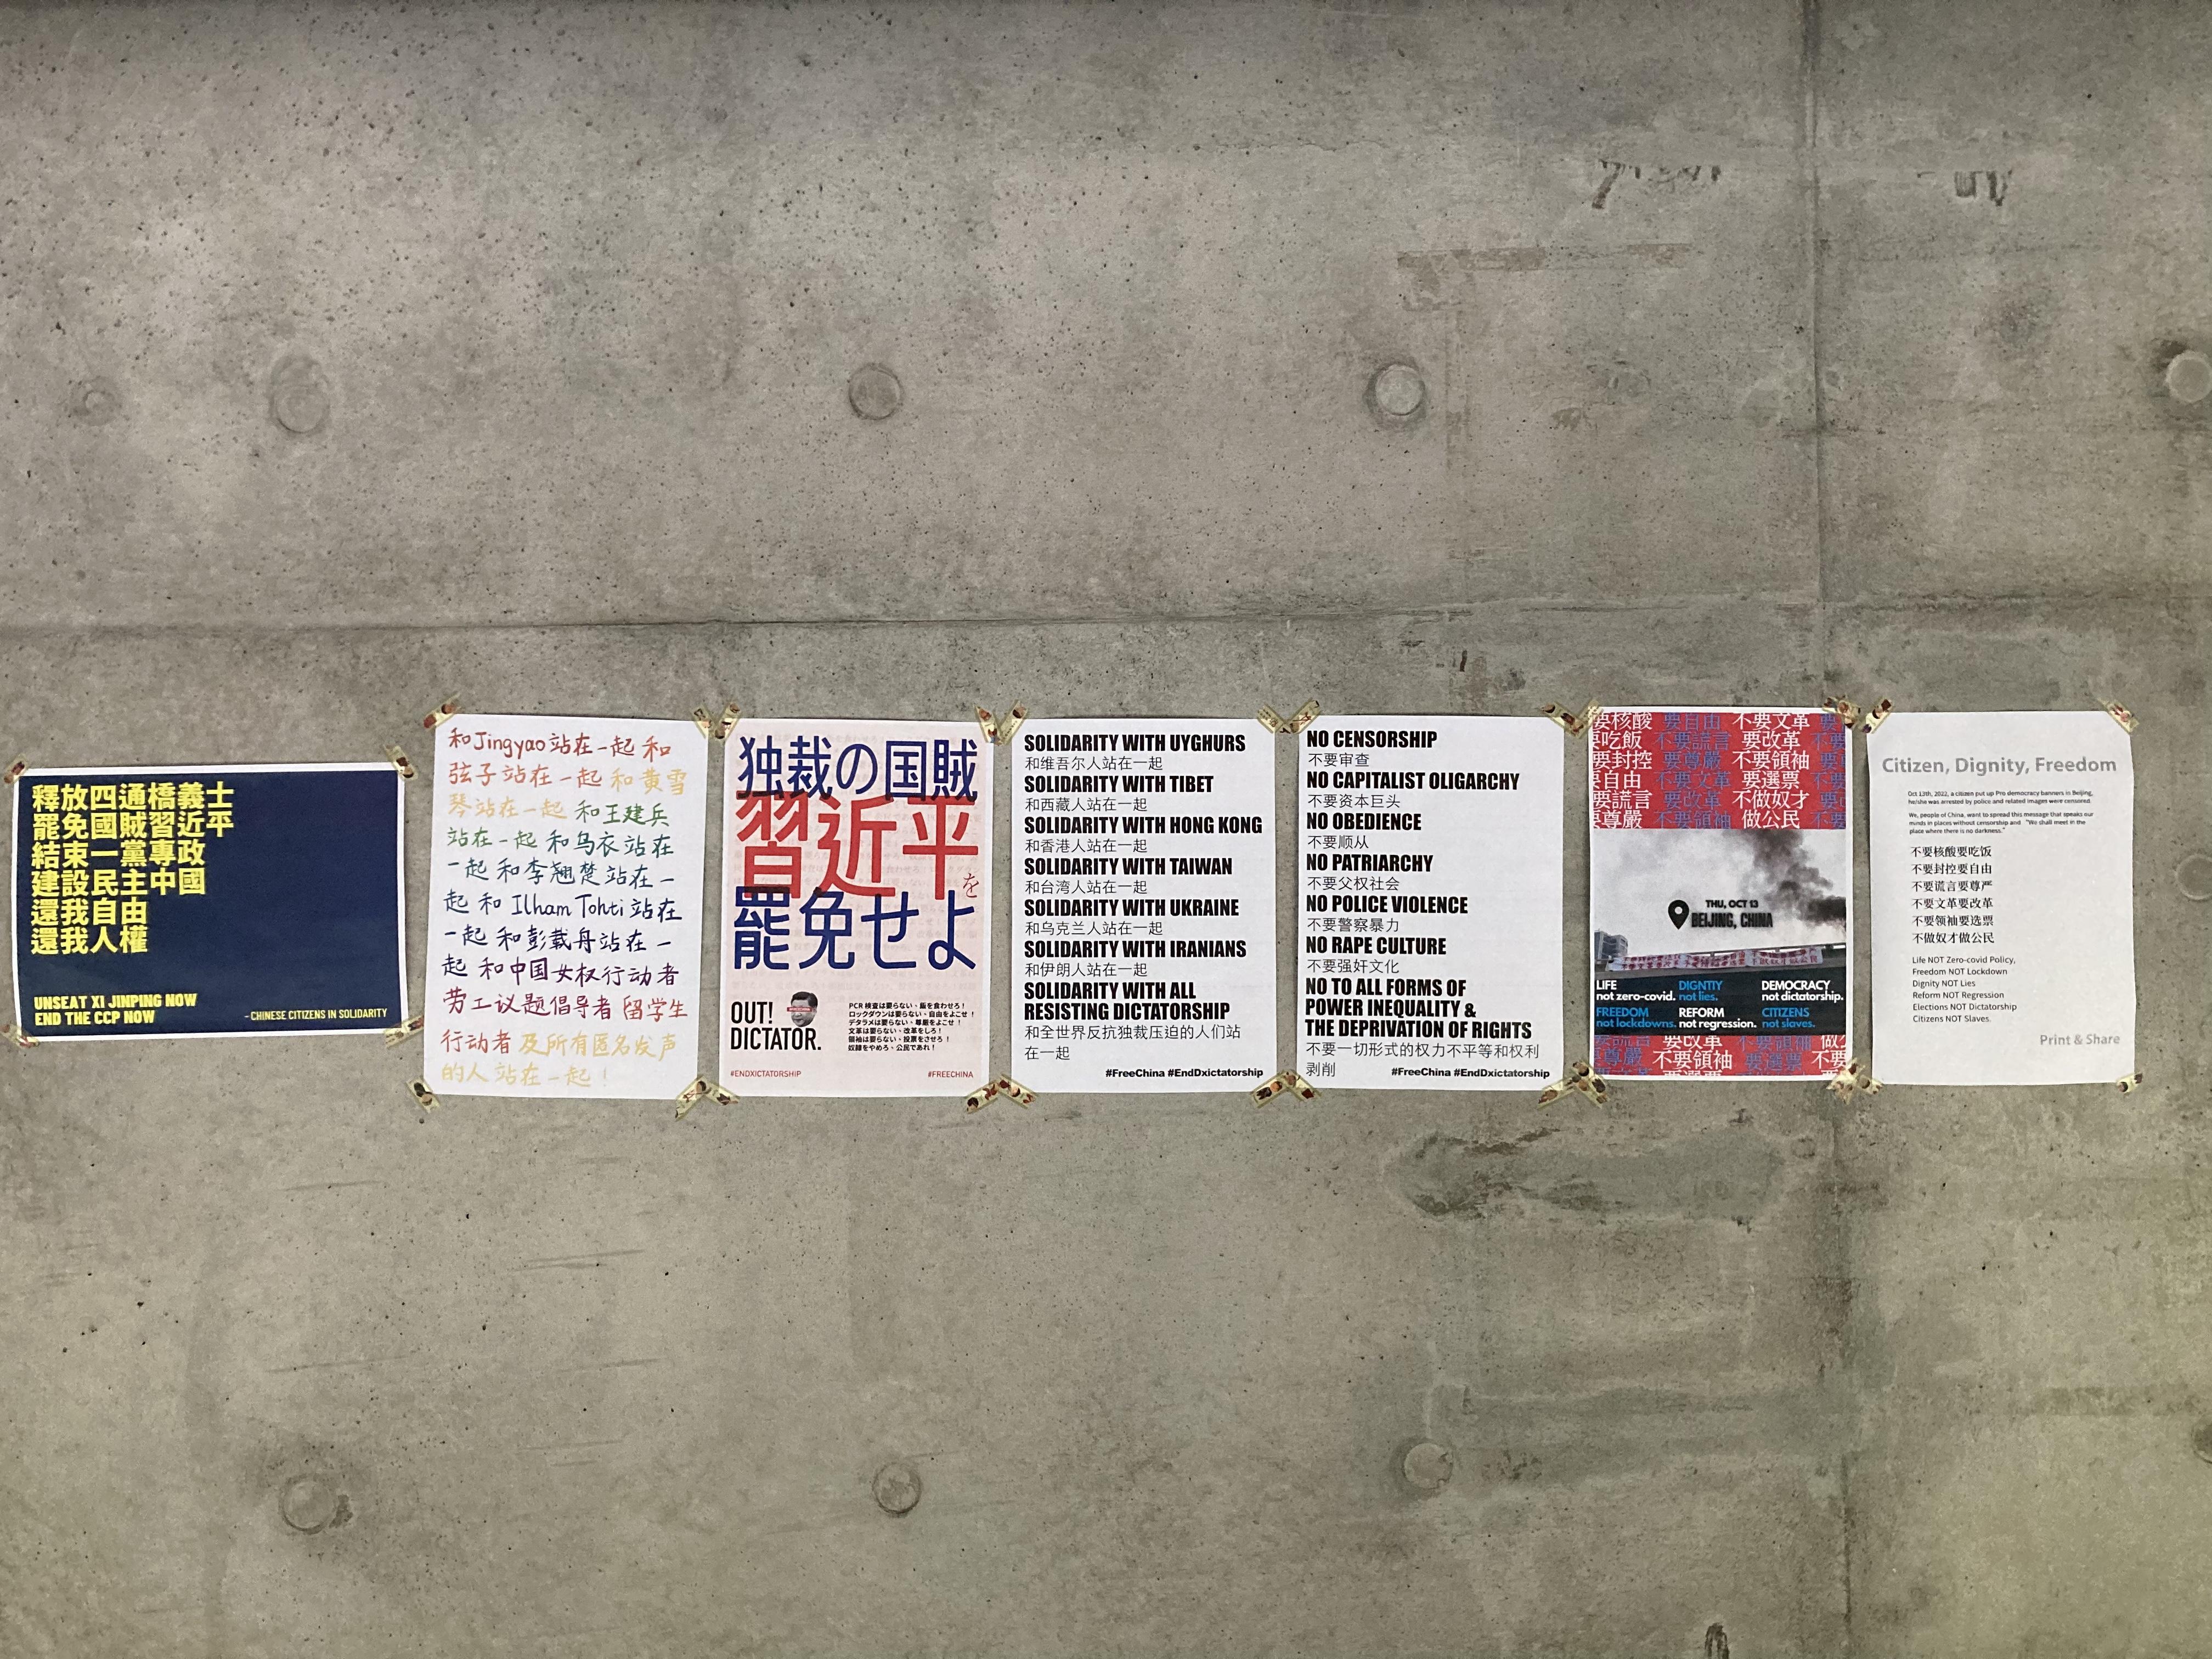 釋放四通橋義士
罷免國賊習近平
結束一黨專政
建設民主中國
還我自由
還我人權
UNSEAT XI JINPING NOW
END THE CCP NOW
- CHINESE CITIZENS IN SOLIDARITY
和Jingyao站在一起 和
弦子站在一起 和黄雪
琴站在一起 和王建兵
站在一起 和乌衣站在
一起 和李翘楚站在一
起 和 Ilham Tohti 站在
一起 和彭载舟站在一
起 和中国女权行动者
劳工议题倡导者 留学生
行动者 及所有匿名发声
的人 站在一起！
独裁の国賊
習近平を
罷免せよ
OUT!
DICTATOR.
PCR 検査は要らない、飯を食わせろ！
ロックダウンは要らない、自由をよこせ！
デタラメは要らない、尊厳をよこせ！
文革は要らない、改革をしろ！
領袖は要らない、投票をさせろ！
奴隷をやめろ、公民であれ！
#ENDXICTATORSHIP
#FREECHINA
SOLIDARITY WITH UYGHURS
和维吾尔人站在一起
SOLIDARITY WITH TIBET
和西藏人站在一起
SOLIDARITY WITH HONG KONG
和香港人站在一起
SOLIDARITY WITH TAIWAN
和台湾人站在一起
SOLIDARITY WITH UKRAINE
和乌克兰人站在一起
SOLIDARITY WITH IRANIANS
和伊朗人站在一起
SOLIDARITY WITH ALL
RESISTING DICTATORSHIP
和全世界反抗独裁压迫的人们站
在一起
#FreeChina #EndDxictatorship
NO CENSORSHIP
不要审查
NO CAPITALIST OLIGARCHY
不要资本巨头
NO OBEDIENCE
不要顺从
NO PATRIARCHY
不要父权社会
NO POLICE VIOLENCE
不要警察暴力
NO RAPE CULTURE
不要强奸文化
NO TO ALL FORMS OF
POWER INEQUALITY &
THE DEPRIVATION OF RIGHTS
不要一切形式的权力不平等和权利
剥削
#FreeChina #EndDxictatorship
要核酸 要自由 不要文革 要
要吃飯 不要謊言 要改革 不要
要封控 要尊嚴 不要領袖 要
要自由 不要文革 要選票 不
要謊言 要改革 不做奴才 要
要尊嚴 不要領袖 做公民 不
THU, OCT 13
BEIJING, CHINA
LIFE
not zero-covid.
DIGNTIY
not lies.
DEMOCRACY
not dictatorship.
FREEDOM
not lockdowns.
REFORM
not regression.
CITIZENS
not slaves.
要謊言 要改革 不要領袖 做公
要尊嚴 不要領袖 要選票 不要
Citizen, Dignity, Freedom
Oct 13th, 2022, a citizen put up Pro democracy banners in Beijing,
he/she was arrested by police and related images were censored.
We, people of China, want to spread this message that speaks our
minds in places without censorship and "We shall meet in the
place where there is no darkness."
不要核酸要吃饭
不要封控要自由
不要谎言要尊严
不要文革要改革
不要领袖要选票
不做奴才做公民
Life NOT Zero-covid Policy,
Freedom NOT Lockdown
Dignity NOT Lies
Reform NOT Regression
Elections NOT Dictatorship
Citizens NOT Slaves.
Print & Share